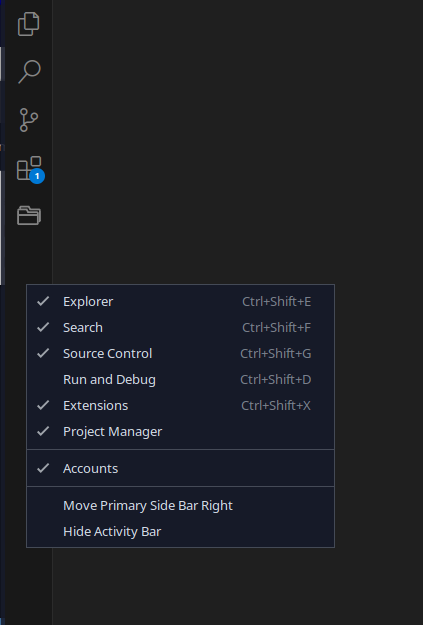 1
Explorer Ctrl+Shift+E
Search Ctrl+Shift+F
Source Control Ctrl+Shift+G
Run and Debug Ctrl+Shift+D
Extensions Ctrl+Shift+X
Project Manager
Accounts
Move Primary Side Bar Right
Hide Activity Bar